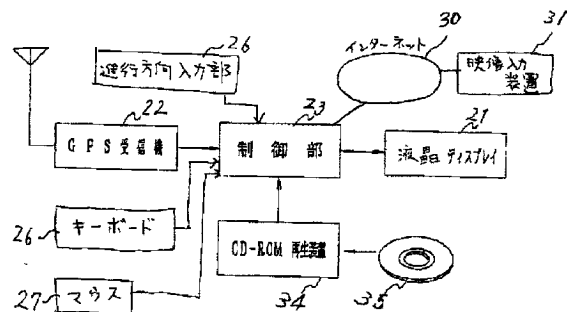 インターネット
30
31
26
進行方向入力部
映像入力
装置
22
23
21
GPS受信機
制御部
液晶ディスプレイ
26
キーボード
CD-ROM 再生装置
27
マウス
34
35